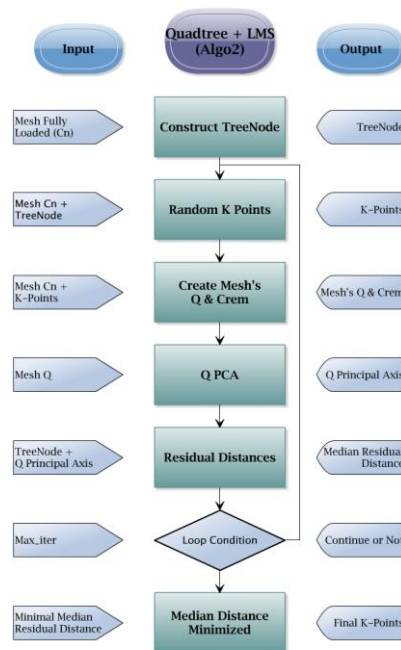 Input
Quadtree + LMS
(Algo2)
Output
Mesh Fully
Loaded (Cn)
Construct TreeNode
TreeNode
Mesh Cn +
TreeNode
Random K Points
K-Points
Mesh Cn +
K-Points
Create Mesh's
Q & Crem
Mesh's Q & Crem
Mesh Q
Q PCA
Q Principal Axis
TreeNode +
Q Principal Axis
Residual Distances
Median Residual
Distance
Max_iter
Loop Condition
Continue or Not
Minimal Median
Residual Distance
Median Distance
Minimized
Final K-Points